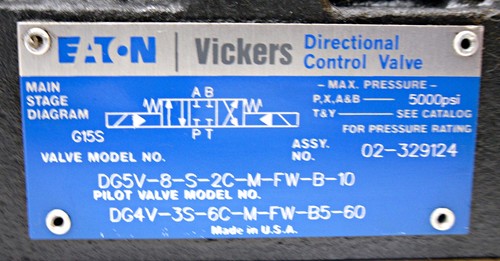 EATON Vickers Directional
Control Valve
MAIN
STAGE
DIAGRAM
A B
P T
G15S
– MAX. PRESSURE –
P,X,A&B — 5000psi
T&Y — SEE CATALOG
FOR PRESSURE RATING
VALVE MODEL NO.
ASSY.
NO. 02-329124
DG5V-8-S-2C-M-FW-B-10
PILOT VALVE MODEL NO.
DG4V-3S-6C-M-FW-B5-60
Made in U.S.A.